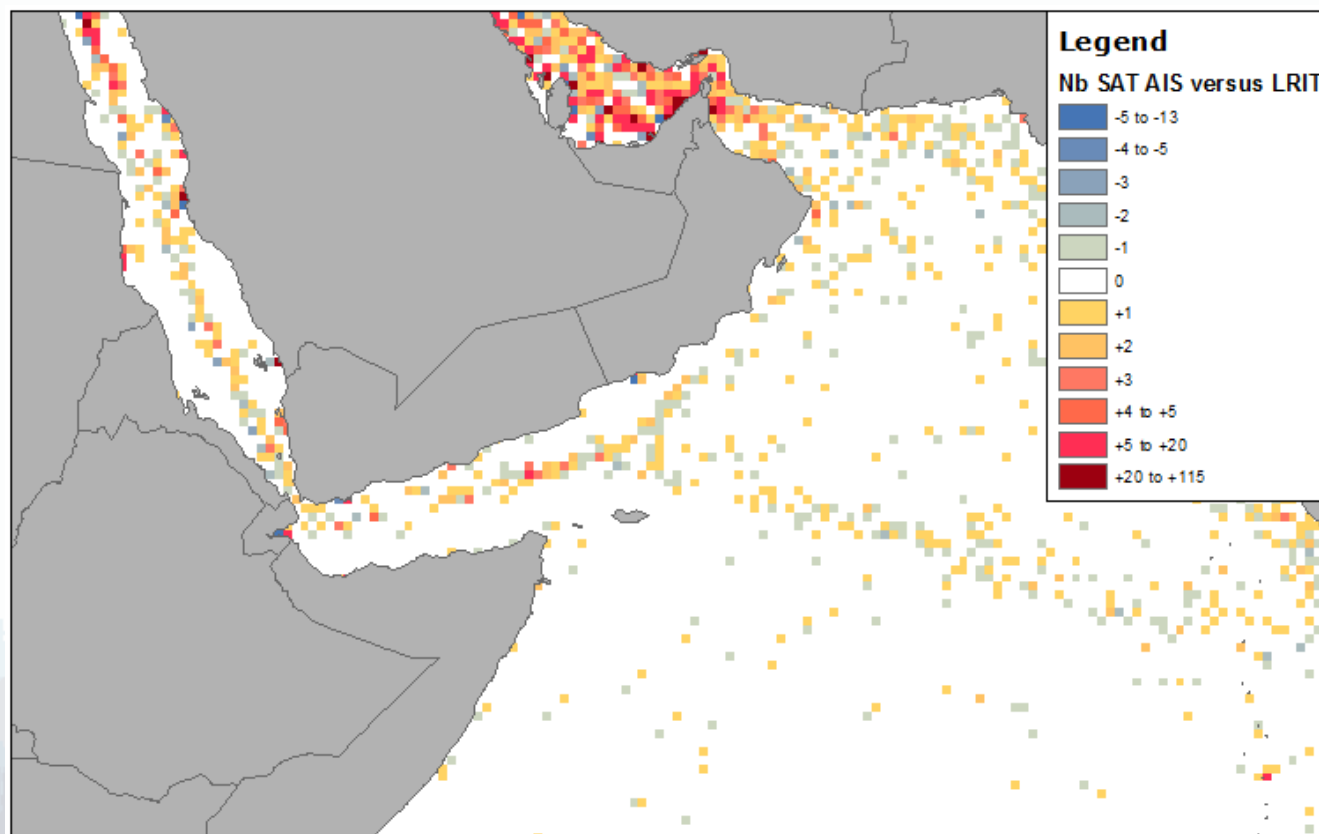 Legend
Nb SAT AIS versus LRIT
-5 to -13
-4 to -5
-3
-2
-1
0
+1
+2
+3
+4 to +5
+5 to +20
+20 to +115